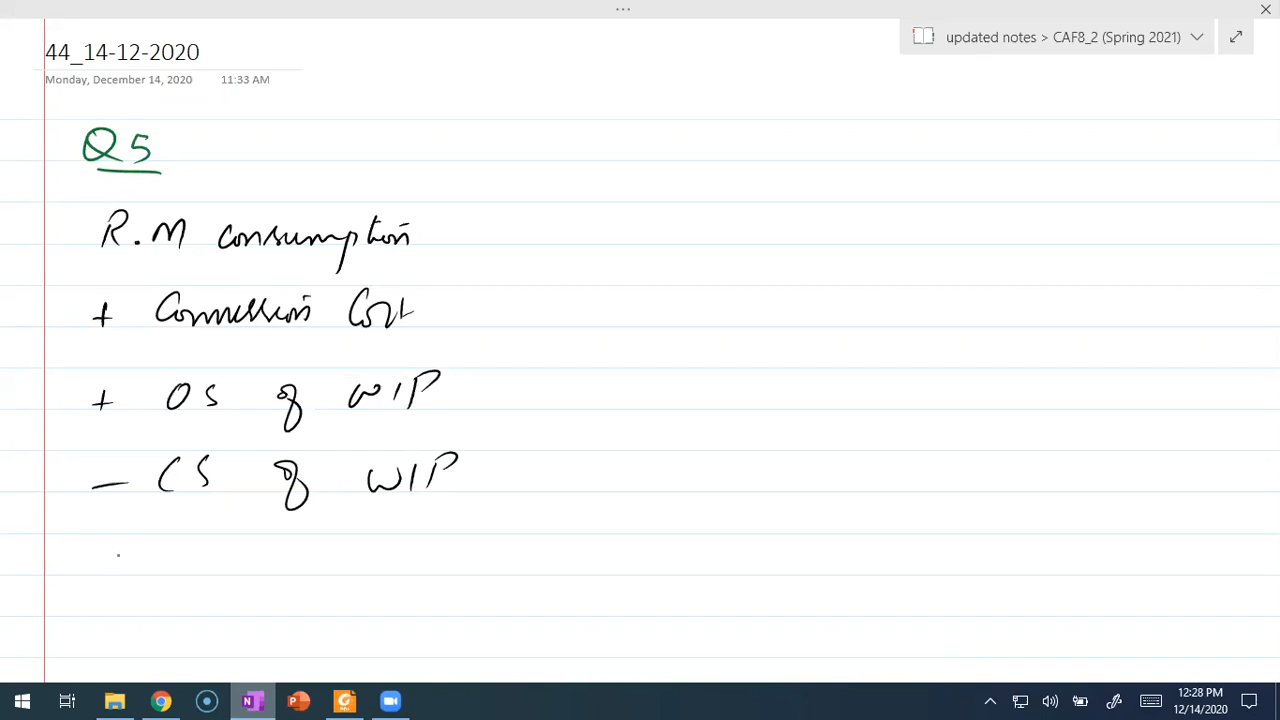 44_14-12-2020
updated notes > CAF8_2 (Spring 2021)
Monday, December 14, 2020 11:33 AM
Q5
R.M consumption
+ Conversion Cost
+ OS of WIP
- CS of WIP
12:28 PM
12/14/2020